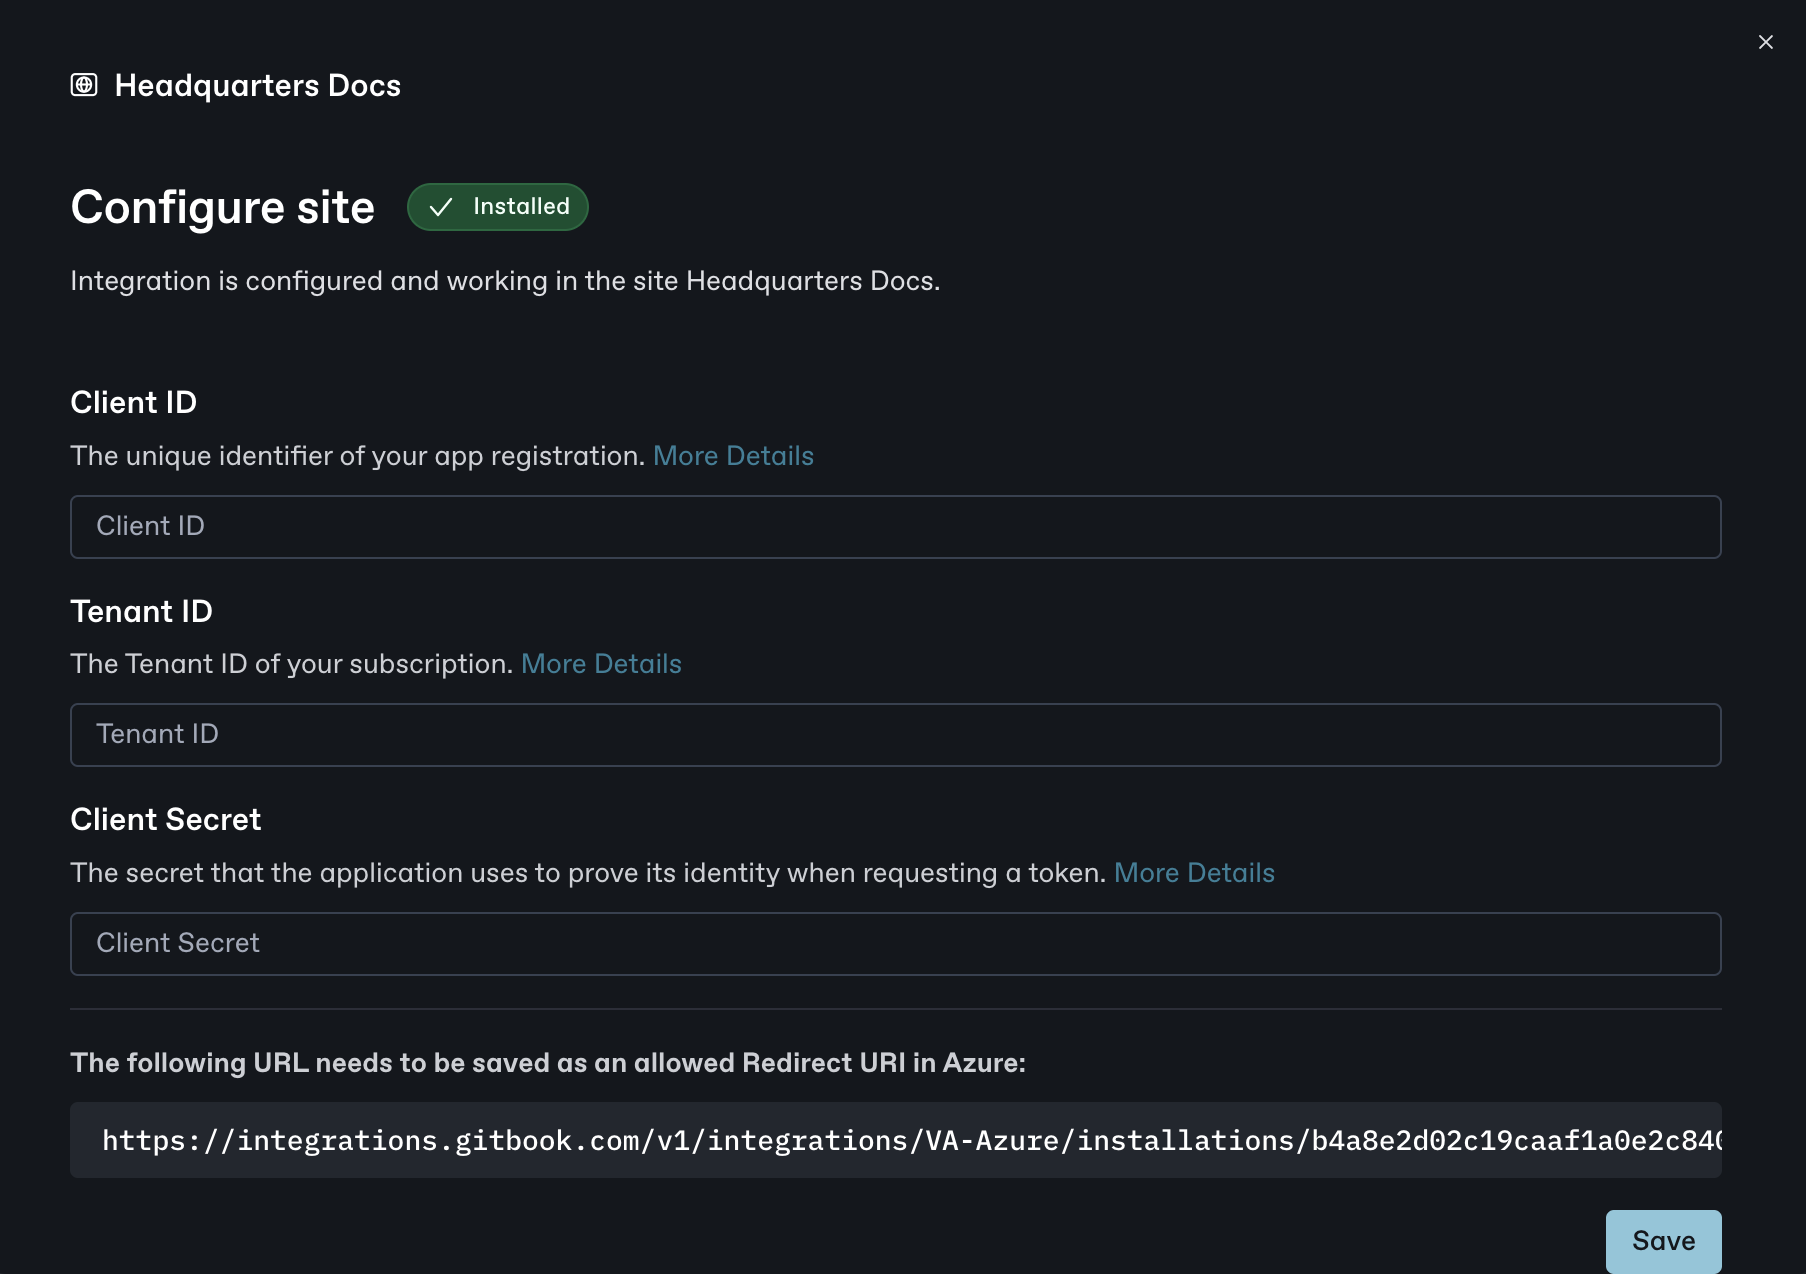 Headquarters Docs
Configure site
Installed
Integration is configured and working in the site Headquarters Docs.
Client ID
The unique identifier of your app registration. More Details
Client ID
Tenant ID
The Tenant ID of your subscription. More Details
Tenant ID
Client Secret
The secret that the application uses to prove its identity when requesting a token. More Details
Client Secret
The following URL needs to be saved as an allowed Redirect URI in Azure:
https://integrations.gitbook.com/v1/integrations/VA-Azure/installations/b4a8e2d02c19caaf1a0e2c840
Save